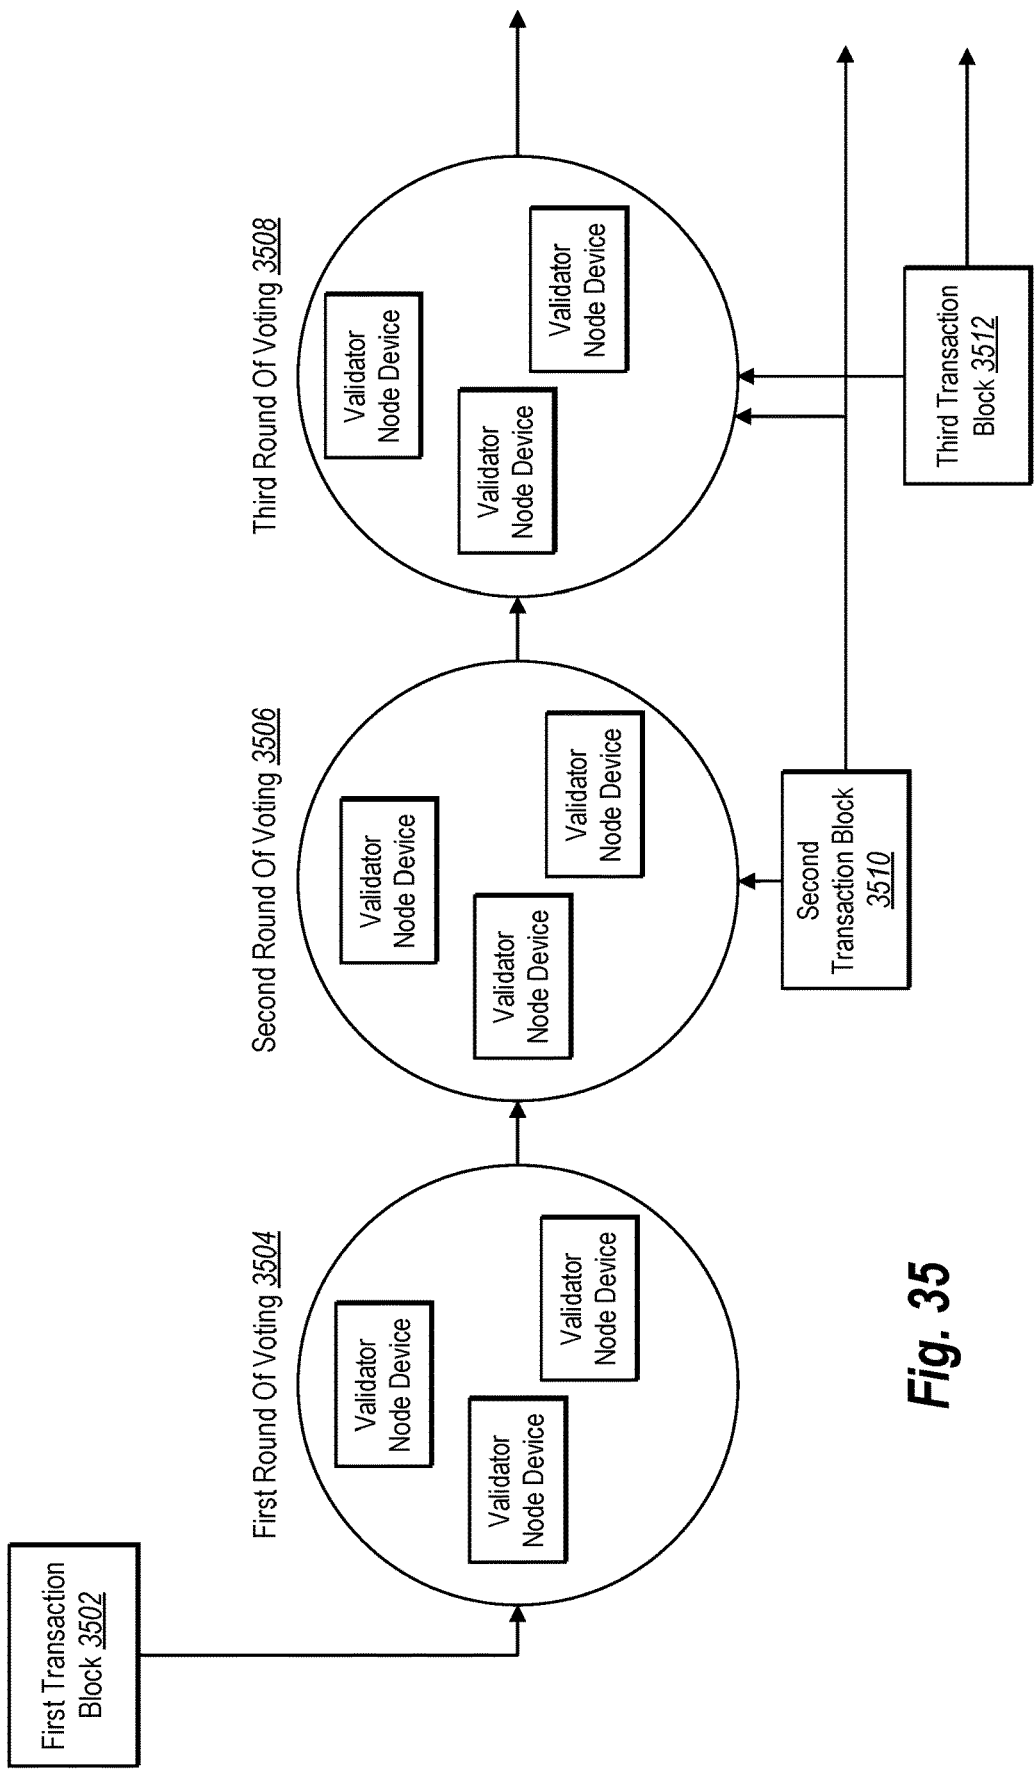 First Transaction
Block 3502
First Round Of Voting 3504
Validator
Node Device
Validator
Node Device
Validator
Node Device
Second Round Of Voting 3506
Validator
Node Device
Validator
Node Device
Validator
Node Device
Third Round Of Voting 3508
Validator
Node Device
Validator
Node Device
Validator
Node Device
Second
Transaction Block
3510
Third Transaction
Block 3512
Fig. 35